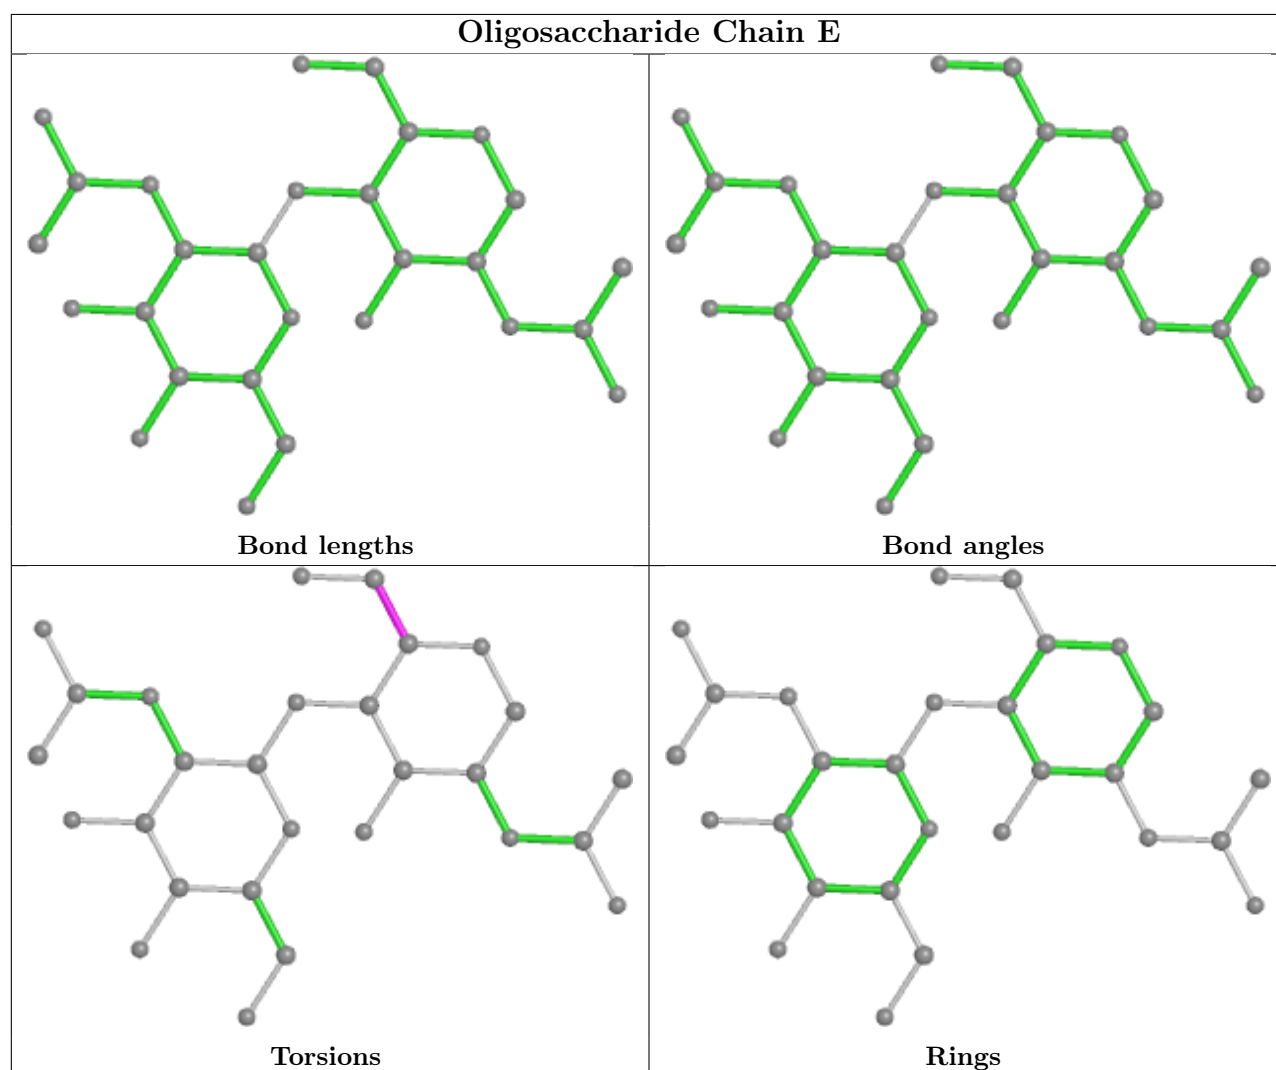 Oligosaccharide Chain E
Bond lengths
Bond angles
Torsions
Rings